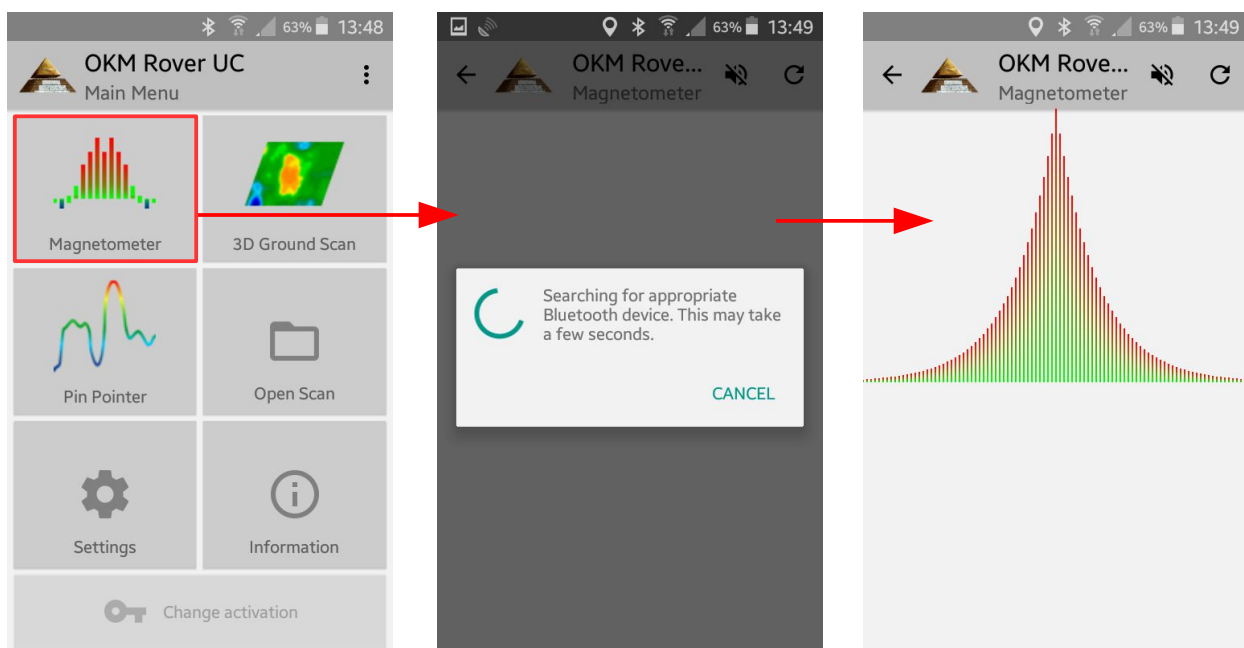 63% 13:48
OKM Rover UC
Main Menu
Magnetometer
3D Ground Scan
Pin Pointer
Open Scan
Settings
Information
Change activation
63% 13:49
OKM Rove...
Magnetometer
Searching for appropriate
Bluetooth device. This may take
a few seconds.
CANCEL
63% 13:49
OKM Rove...
Magnetometer